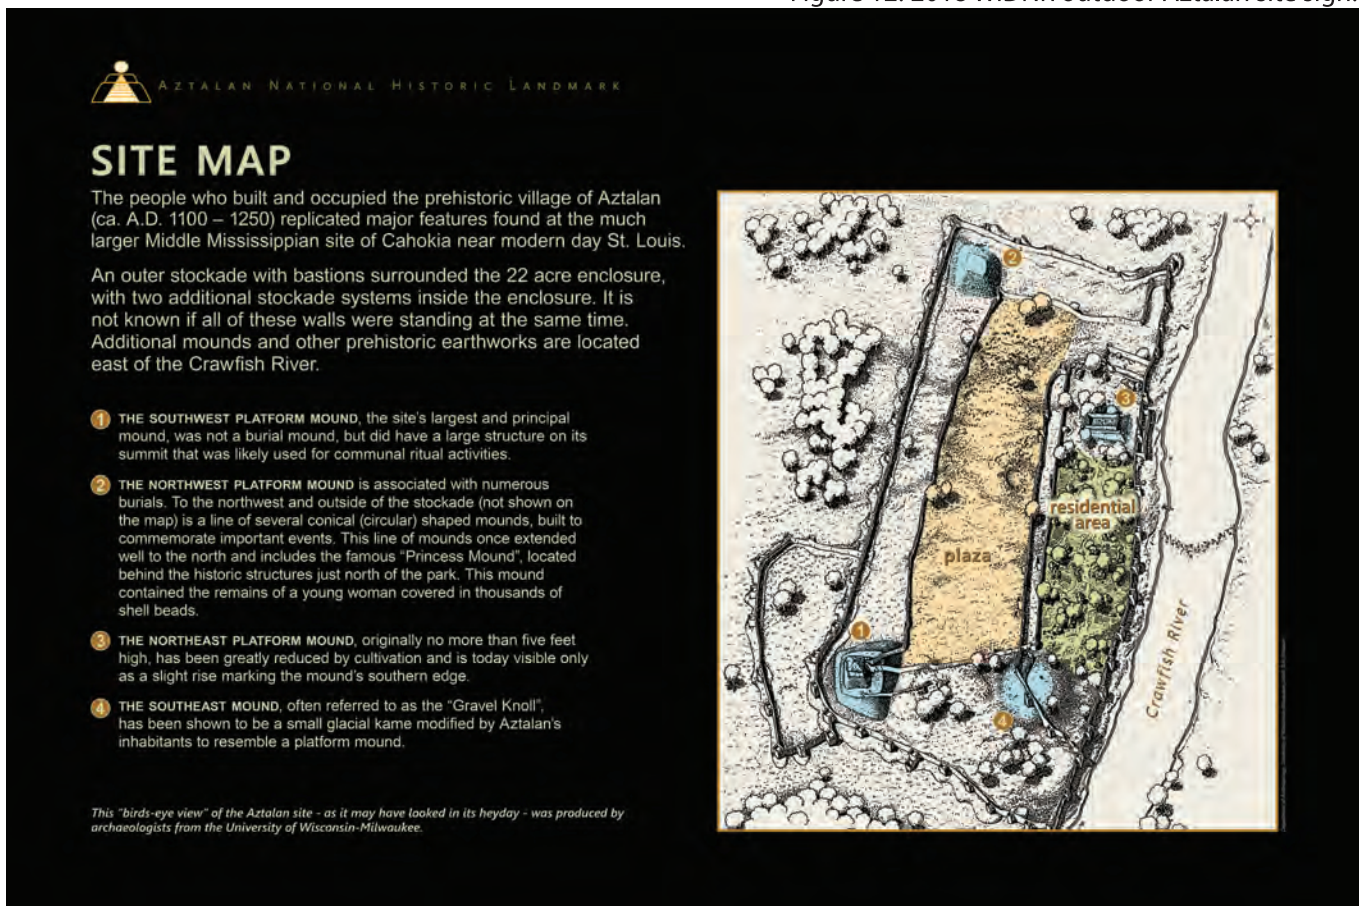 AZTALAN NATIONAL HISTORIC LANDMARK
SITE MAP
The people who built and occupied the prehistoric village of Aztalan
(ca. A.D. 1100 – 1250) replicated major features found at the much
larger Middle Mississippian site of Cahokia near modern day St. Louis.
An outer stockade with bastions surrounded the 22 acre enclosure,
with two additional stockade systems inside the enclosure. It is
not known if all of these walls were standing at the same time.
Additional mounds and other prehistoric earthworks are located
east of the Crawfish River.
1 THE SOUTHWEST PLATFORM MOUND, the site's largest and principal
mound, was not a burial mound, but did have a large structure on its
summit that was likely used for communal ritual activities.
2 THE NORTHWEST PLATFORM MOUND is associated with numerous
burials. To the northwest and outside of the stockade (not shown on
the map) is a line of several conical (circular) shaped mounds, built to
commemorate important events. This line of mounds once extended
well to the north and includes the famous “Princess Mound”, located
behind the historic structures just north of the park. This mound
contained the remains of a young woman covered in thousands of
shell beads.
3 THE NORTHEAST PLATFORM MOUND, originally no more than five feet
high, has been greatly reduced by cultivation and is today visible only
as a slight rise marking the mound's southern edge.
4 THE SOUTHEAST MOUND, often referred to as the “Gravel Knoll”,
has been shown to be a small glacial kame modified by Aztalan's
inhabitants to resemble a platform mound.
This "birds-eye view" of the Aztalan site - as it may have looked in its heyday - was produced by
archaeologists from the University of Wisconsin-Milwaukee.
2
3
residential
area
plaza
1
4
Crawfish River